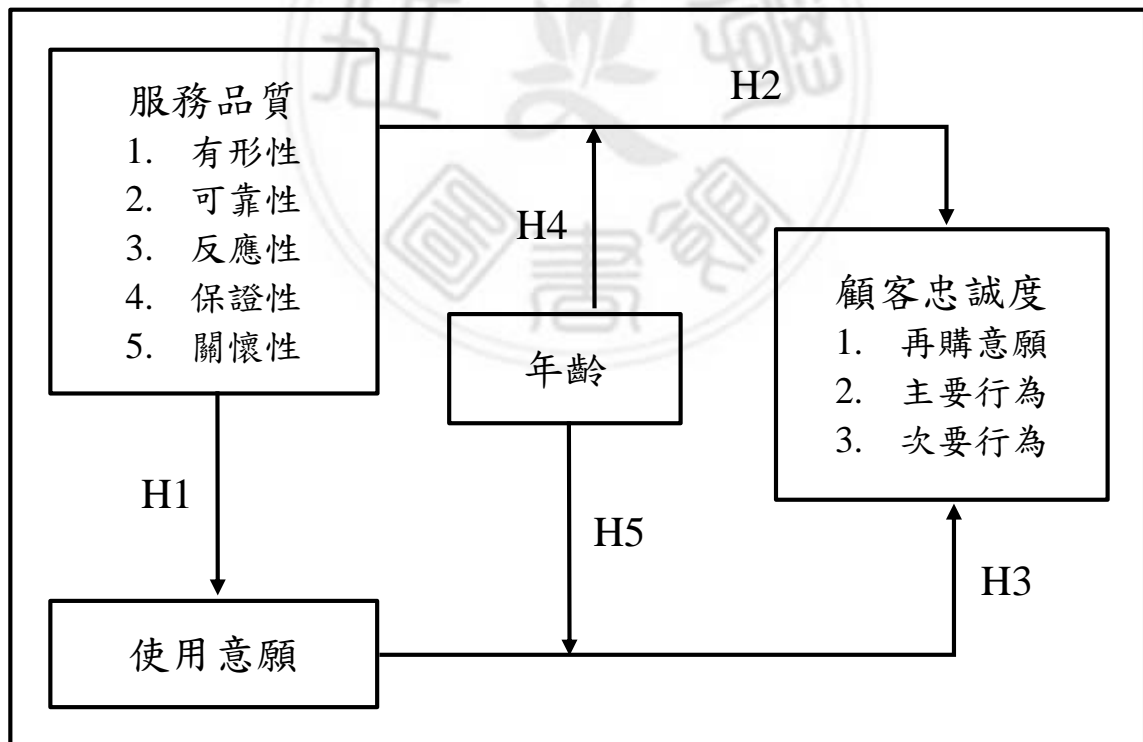 服務品質
1. 有形性
2. 可靠性
3. 反應性
4. 保證性
5. 關懷性
H2
H4
年齡
顧客忠誠度
1. 再購意願
2. 主要行為
3. 次要行為
H1
H5
H3
使用意願